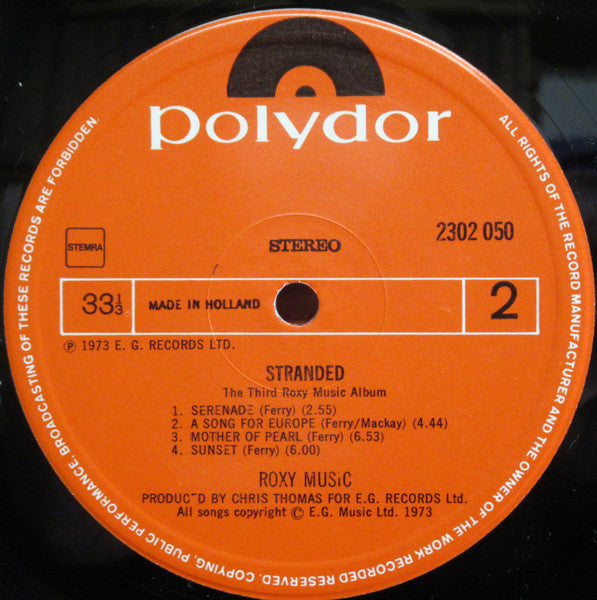 polydor
STEREO
2302 050
STEMRA
33⅓
MADE IN HOLLAND
2
Ⓟ 1973 E. G. RECORDS LTD.
STRANDED
The Third Roxy Music Album
1. SERENADE (Ferry) (2.55)
2. A SONG FOR EUROPE (Ferry/Mackay) (4.44)
3. MOTHER OF PEARL (Ferry) (6.53)
4. SUNSET (Ferry) (6.00)
ROXY MUSIC
PRODUC¯D BY CHRIS THOMAS FOR E.G. RECORDS Ltd.
All songs copyright © E.G. Music Ltd. 1973
ALL RIGHTS OF THE RECORD MANUFACTURER AND THE OWNER OF THE WORK RECORDED RESERVED. COPYING, PUBLIC PERFORMANCE, BROADCASTING OF THESE RECORDS ARE FORBIDDEN.